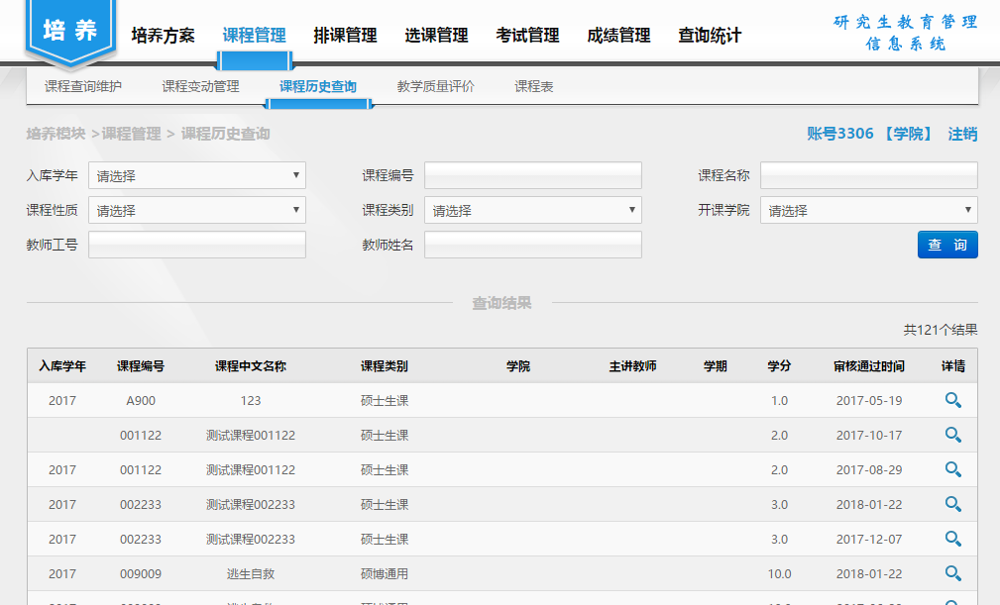 培养
培养方案 课程管理 排课管理 选课管理 考试管理 成绩管理 查询统计
研究生教育管理
信息系统
课程查询维护 课程变动管理 课程历史查询 教学质量评价 课程表
培养模块 >课程管理 > 课程历史查询 账号3306 【学院】 注销
入库学年 请选择 课程编号 课程名称
课程性质 请选择 课程类别 请选择 开课学院 请选择
教师工号 教师姓名 查 询
查询结果
共121个结果
入库学年 课程编号 课程中文名称 课程类别 学院 主讲教师 学期 学分 审核通过时间 详情
2017 A900 123 硕士生课 1.0 2017-05-19
001122 测试课程001122 硕士生课 2.0 2017-10-17
2017 001122 测试课程001122 硕士生课 2.0 2017-08-29
2017 002233 测试课程002233 硕士生课 3.0 2018-01-22
2017 002233 测试课程002233 硕士生课 3.0 2017-12-07
2017 009009 逃生自救 硕博通用 10.0 2018-01-22